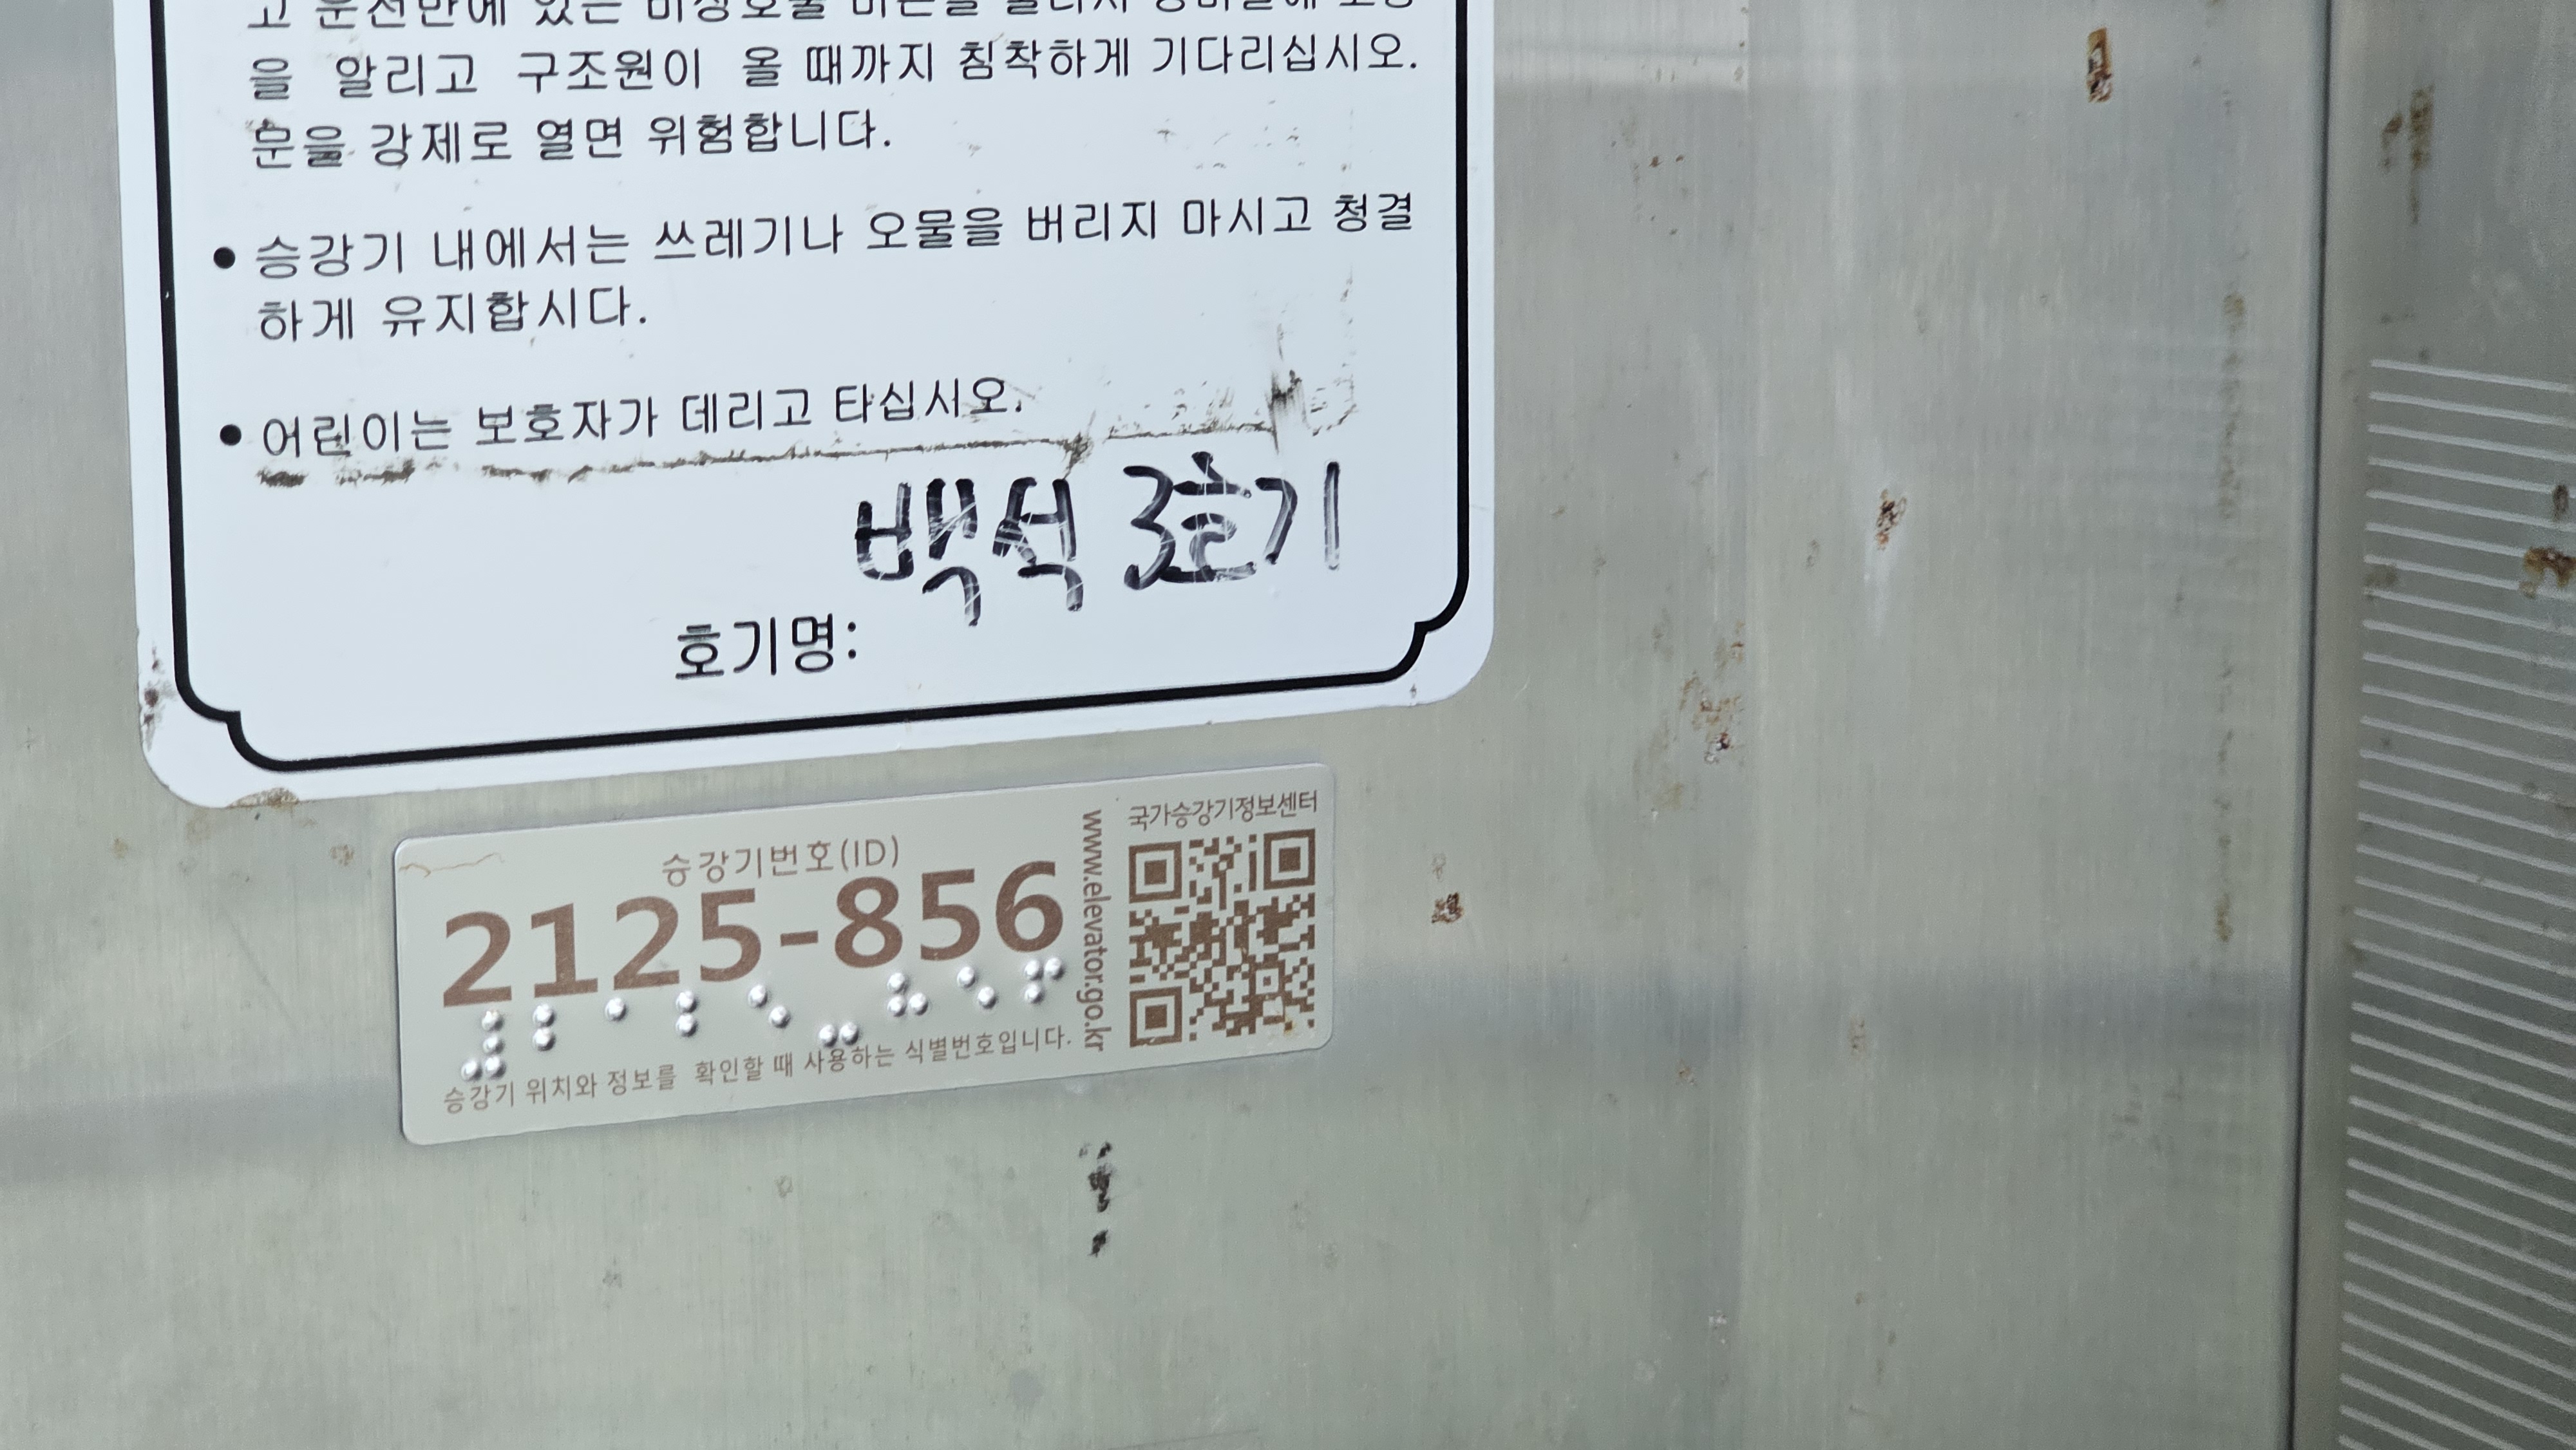 을 알리고 구조원이 올 때까지 침착하게 기다리십시오.
문을 강제로 열면 위험합니다.
• 승강기 내에서는 쓰레기나 오물을 버리지 마시고 청결
하게 유지합시다.
• 어린이는 보호자가 데리고 타십시오.
백석 3호기
호기명:
승강기번호(ID)
2125-856
승강기 위치와 정보를 확인할 때 사용하는 식별번호입니다.
www.elevator.go.kr
국가승강기정보센터